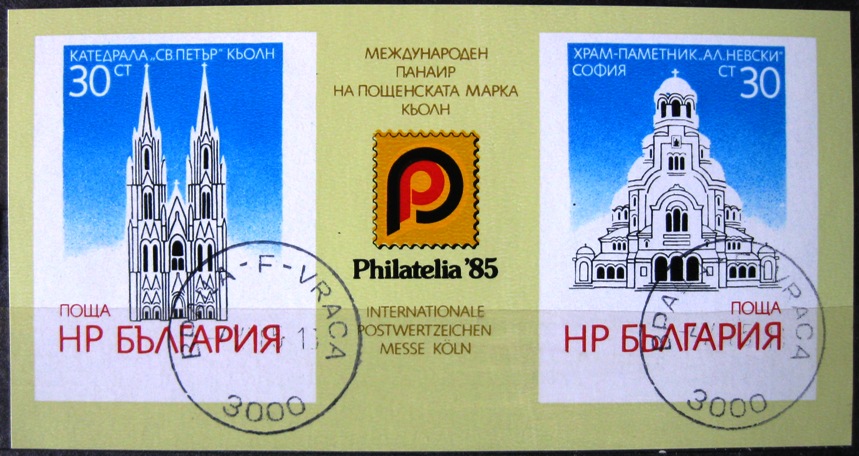 КАТЕДРАЛА „СВ.ПЕТЪР" КЬОЛН
30 СТ
ПОЩА
НР БЪЛГАРИЯ
A-F-VRACA
3000
МЕЖДУНАРОДЕН
ПАНАИР
НА ПОЩЕНСКАТА МАРКА
КЬОЛН
Philatelia '85
INTERNATIONALE
POSTWERTZEICHEN
MESSE KÖLN
ХРАМ-ПАМЕТНИК „АЛ.НЕВСКИ"
СОФИЯ
СТ 30
ПОЩА
НР БЪЛГАРИЯ
VRACA
3000